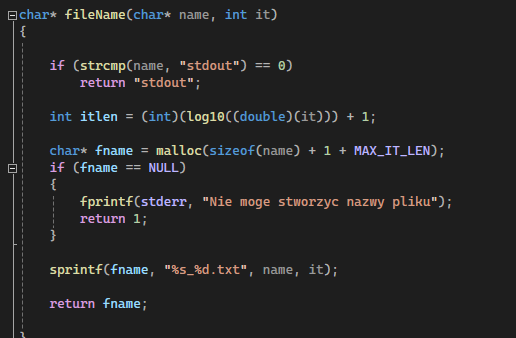 char* fileName(char* name, int it)
{
if (strcmp(name, "stdout") == 0)
return "stdout";
int itlen = (int)(log10((double)(it))) + 1;
char* fname = malloc(sizeof(name) + 1 + MAX_IT_LEN);
if (fname == NULL)
{
fprintf(stderr, "Nie moge stworzyc nazwy pliku");
return 1;
}
sprintf(fname, "%s_%d.txt", name, it);
return fname;
}